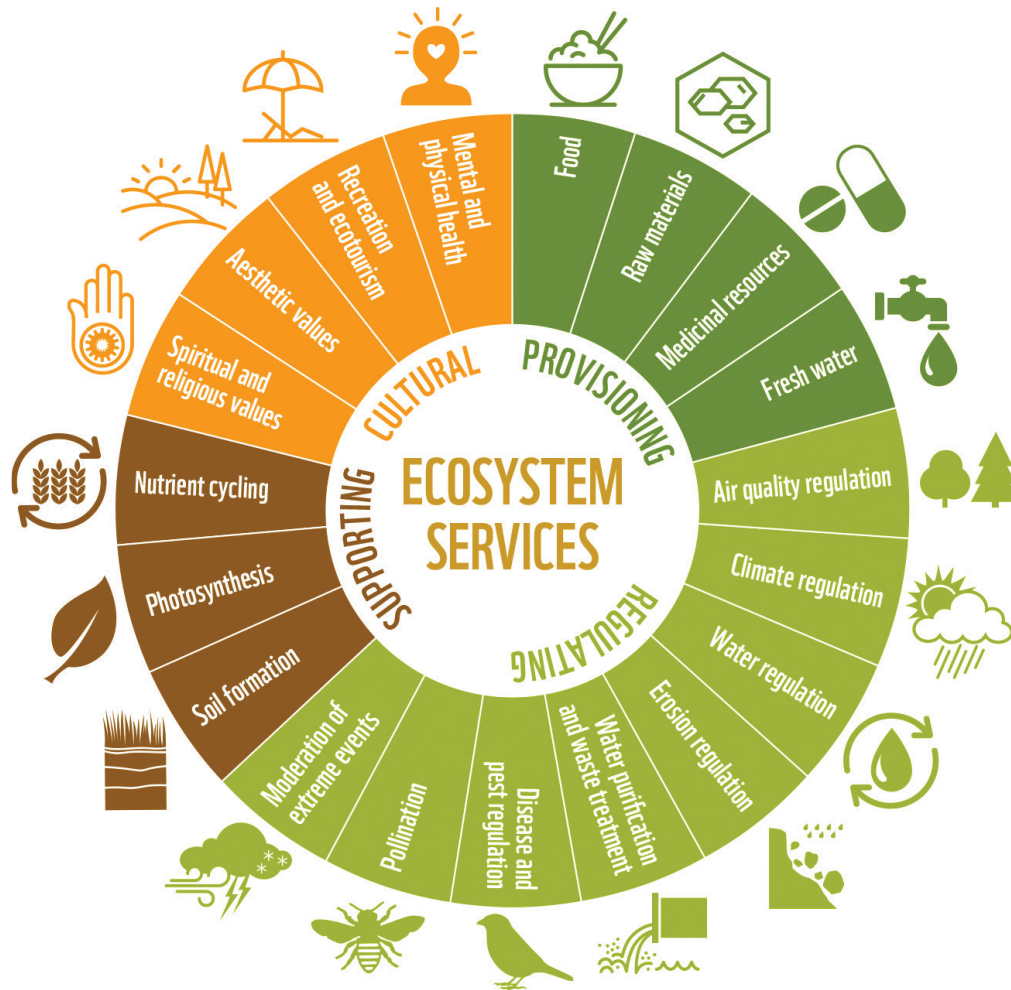 ECOSYSTEM
SERVICES
PROVISIONING
Food
Raw materials
Medicinal resources
Fresh water
REGULATING
Air quality regulation
Climate regulation
Water regulation
Erosion regulation
Water purification
and waste treatment
Disease and
pest regulation
Pollination
Moderation of
extreme events
SUPPORTING
Soil formation
Photosynthesis
Nutrient cycling
CULTURAL
Spiritual and
religious values
Aesthetic values
Recreation
and ecotourism
Mental and
physical health